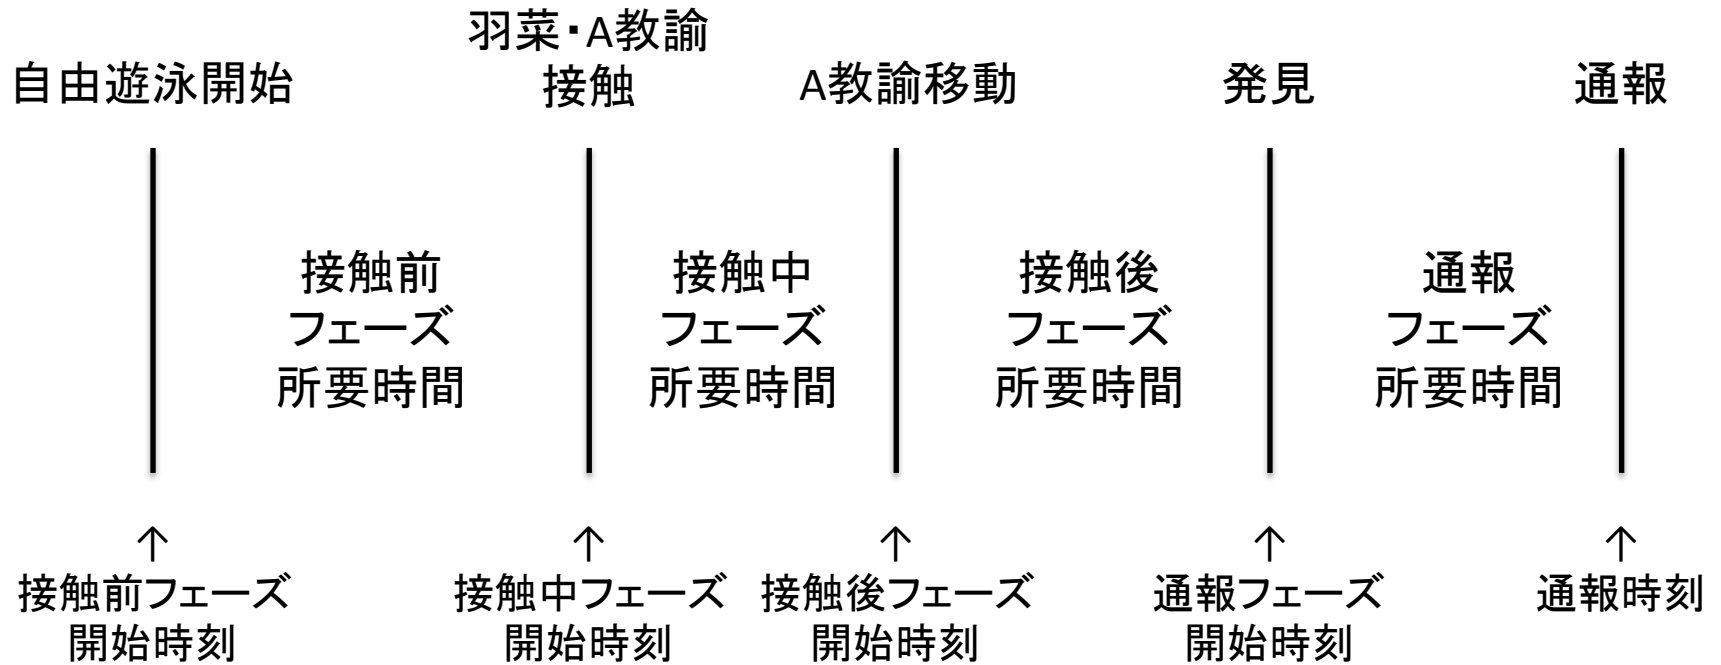 自由遊泳開始
羽菜・A教諭
接触
A教諭移動
発見
通報
接触前
フェーズ
所要時間
接触中
フェーズ
所要時間
接触後
フェーズ
所要時間
通報
フェーズ
所要時間
↑
接触前フェーズ
開始時刻
↑
接触中フェーズ
開始時刻
↑
接触後フェーズ
開始時刻
↑
通報フェーズ
開始時刻
↑
通報時刻